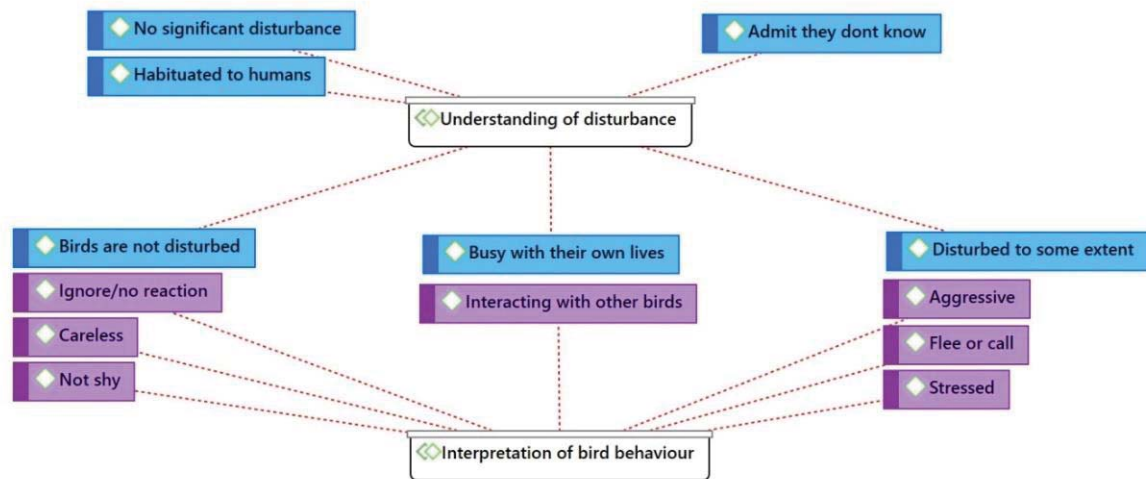 No significant disturbance
Admit they dont know
Habituated to humans
Understanding of disturbance
Birds are not disturbed
Busy with their own lives
Disturbed to some extent
Ignore/no reaction
Interacting with other birds
Aggressive
Careless
Flee or call
Not shy
Stressed
Interpretation of bird behaviour